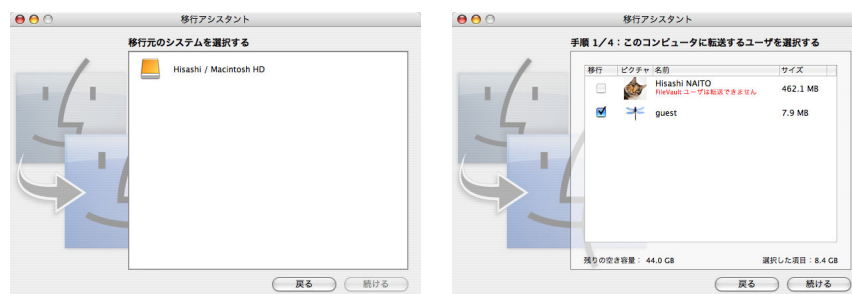 移行アシスタント
移行元のシステムを選択する
Hisashi / Macintosh HD
戻る 続ける
移行アシスタント
手順 1/4：このコンピュータに転送するユーザを選択する
移行 ピクチャ 名前 サイズ
Hisashi NAITO 462.1 MB
FileVault ユーザは転送できません
guest 7.9 MB
残りの空き容量： 44.0 GB 選択した項目：8.4 GB
戻る 続ける